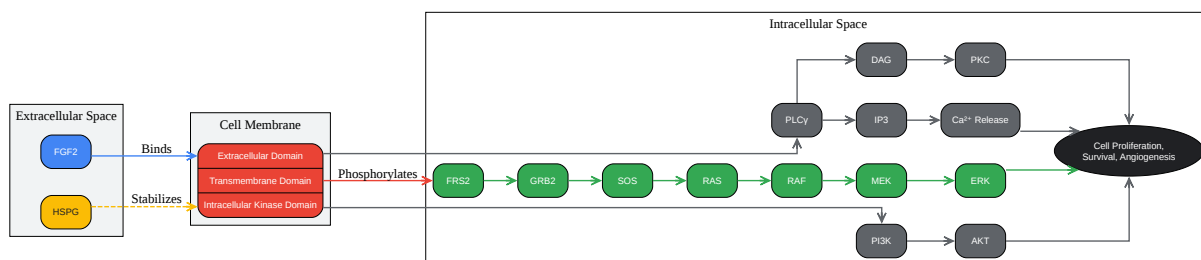 Intracellular Space
DAG
PKC
Extracellular Space
Cell Membrane
PLCγ
IP3
Ca²⁺ Release
FGF2
Binds
Extracellular Domain
Cell Proliferation,
Survival, Angiogenesis
Transmembrane Domain
Phosphorylates
FRS2
GRB2
SOS
RAS
RAF
MEK
ERK
HSPG
Stabilizes
Intracellular Kinase Domain
PI3K
AKT